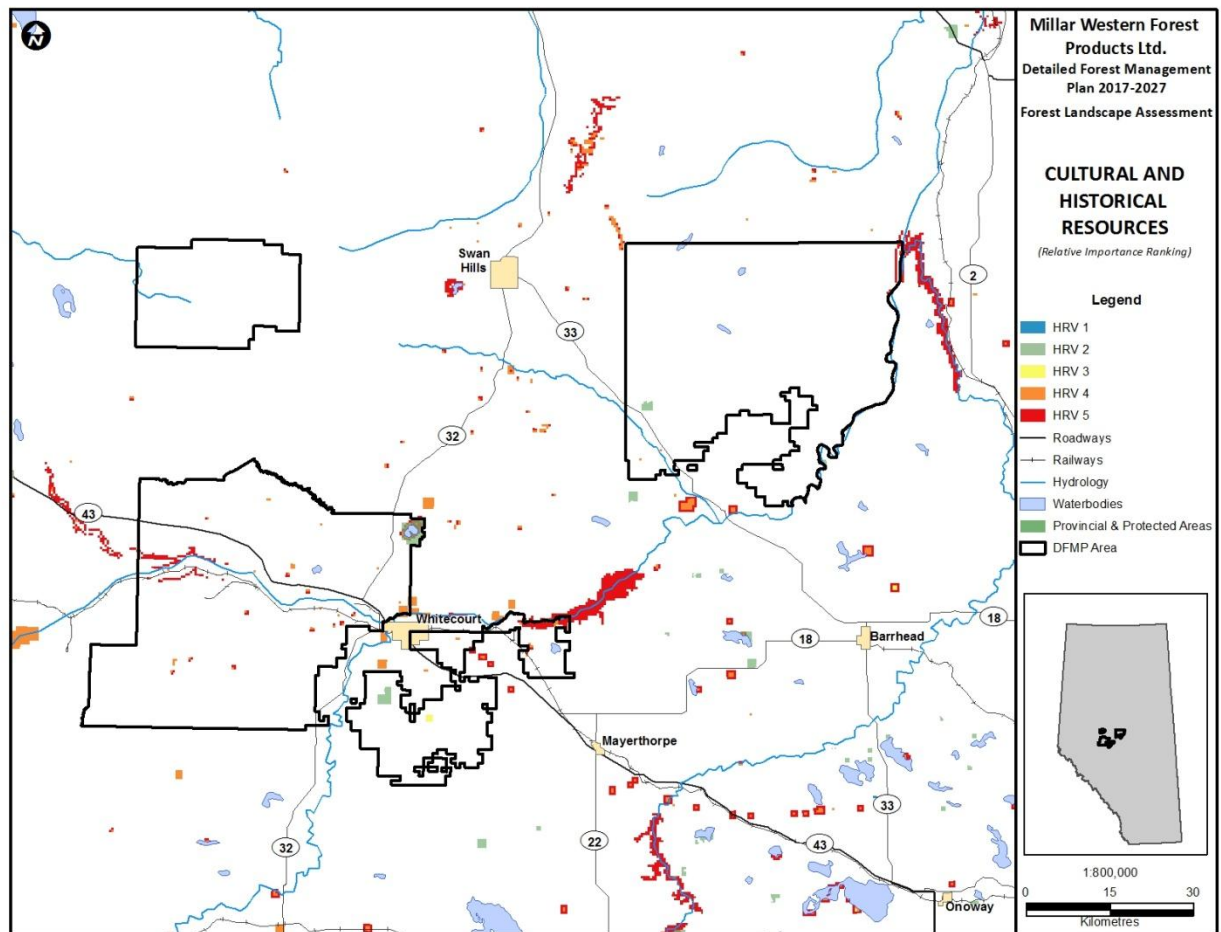 N
Swan
Hills
2
33
32
43
Whitecourt
18
18
Barrhead
Mayerthorpe
33
32
22
43
Onoway
Millar Western Forest
Products Ltd.
Detailed Forest Management
Plan 2017-2027
Forest Landscape Assessment
CULTURAL AND
HISTORICAL
RESOURCES
(Relative Importance Ranking)
Legend
HRV 1
HRV 2
HRV 3
HRV 4
HRV 5
Roadways
Railways
Hydrology
Waterbodies
Provincial & Protected Areas
DFMP Area
1:800,000
0 15 30
Kilometres